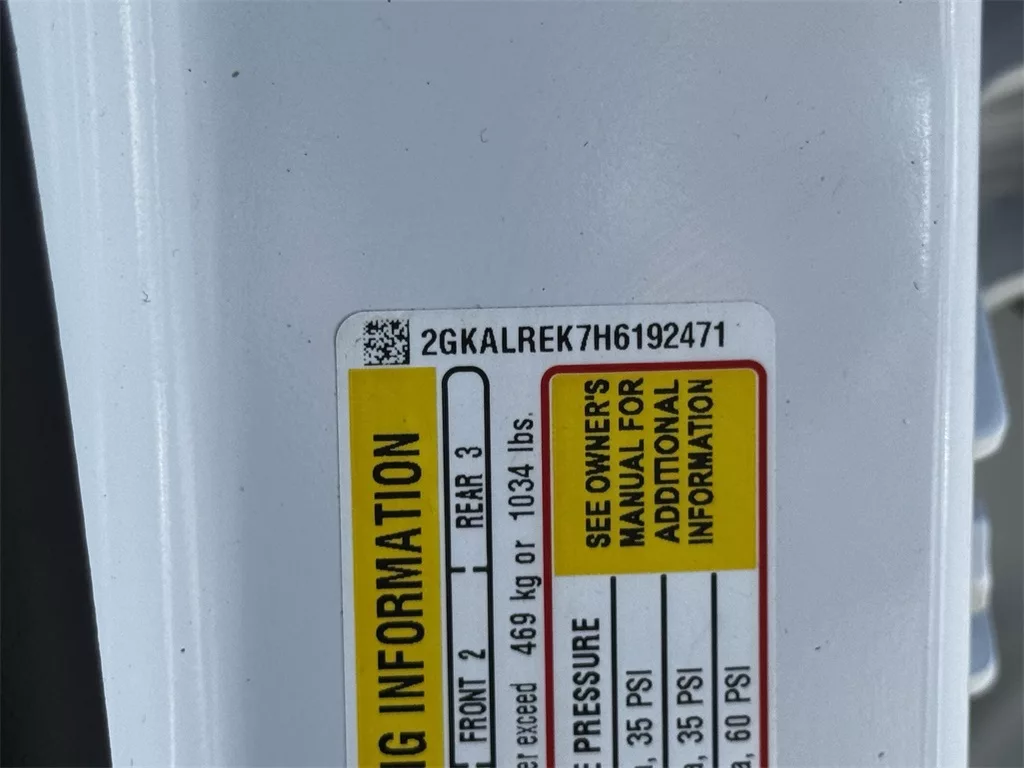 2GKALREK7H6192471
NG INFORMATION
FRONT 2 REAR 3
exceed 469 kg or 1034 lbs.
PRESSURE
SEE OWNER'S
MANUAL FOR
ADDITIONAL
INFORMATION
35 PSI
35 PSI
60 PSI